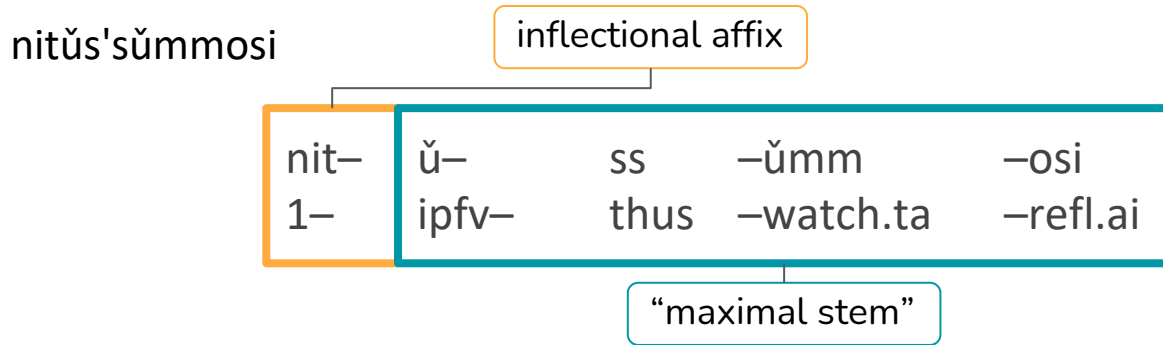 nitŭs'sŭmmosi
inflectional affix
nit– ŭ– ss –ŭmm –osi
1– ipfv– thus –watch.ta –refl.ai
“maximal stem”